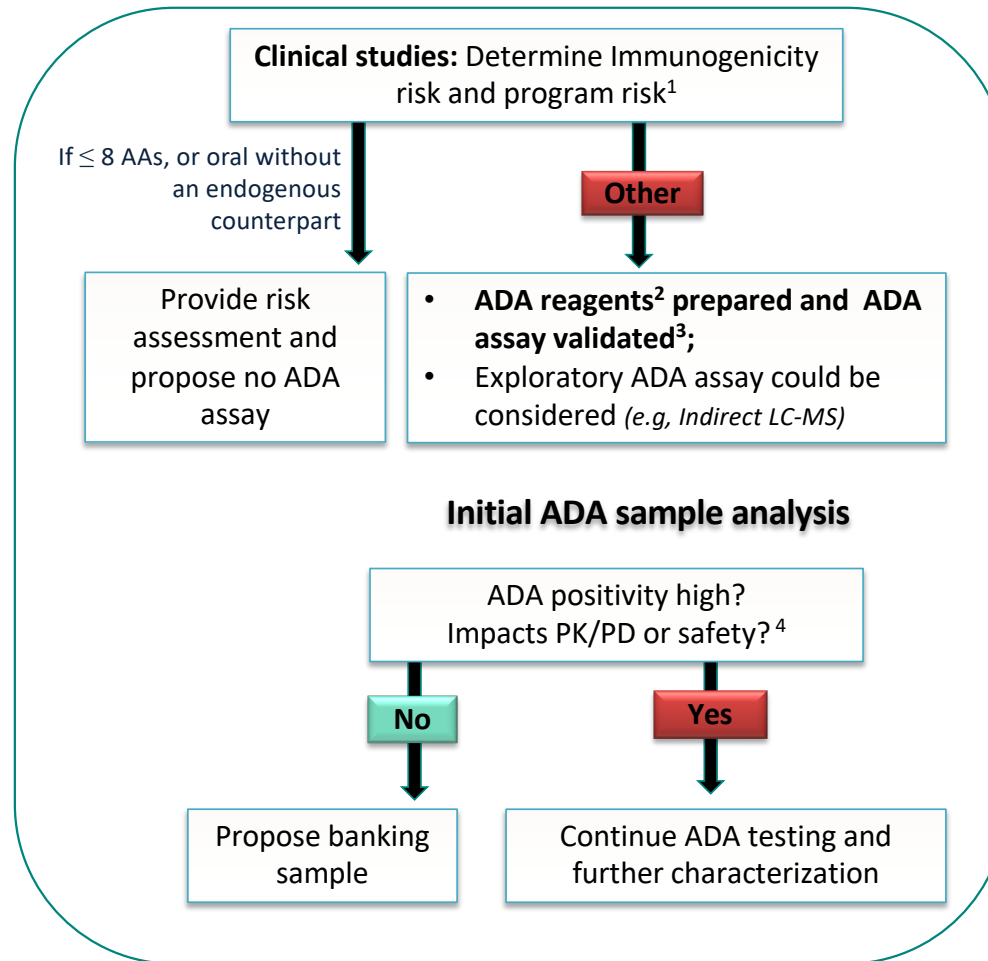 Clinical studies: Determine Immunogenicity
risk and program risk1
If ≤ 8 AAs, or oral without
an endogenous
counterpart
Other
Provide risk
assessment and
propose no ADA
assay
• ADA reagents2 prepared and ADA
assay validated3;
• Exploratory ADA assay could be
considered (e.g, Indirect LC-MS)
Initial ADA sample analysis
ADA positivity high?
Impacts PK/PD or safety? 4
No
Yes
Propose banking
sample
Continue ADA testing and
further characterization